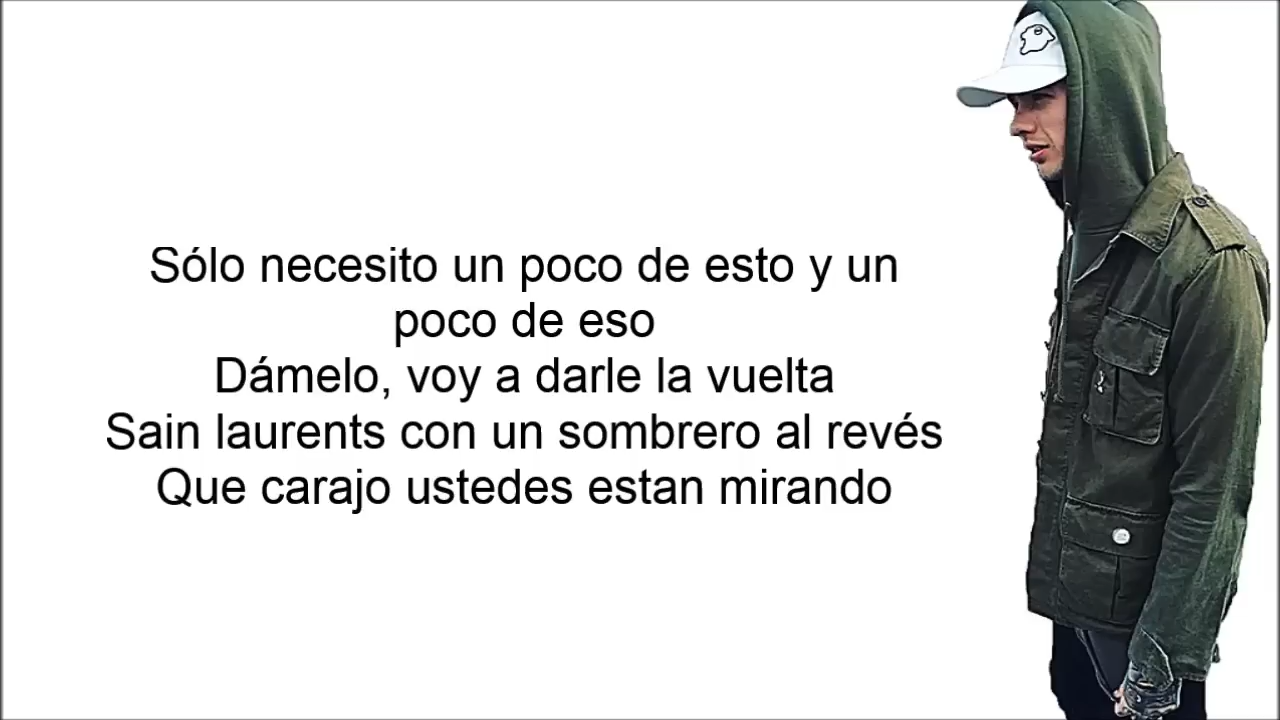 Sólo necesito un poco de esto y un
poco de eso
Dámelo, voy a darle la vuelta
Sain laurents con un sombrero al revés
Que carajo ustedes estan mirando